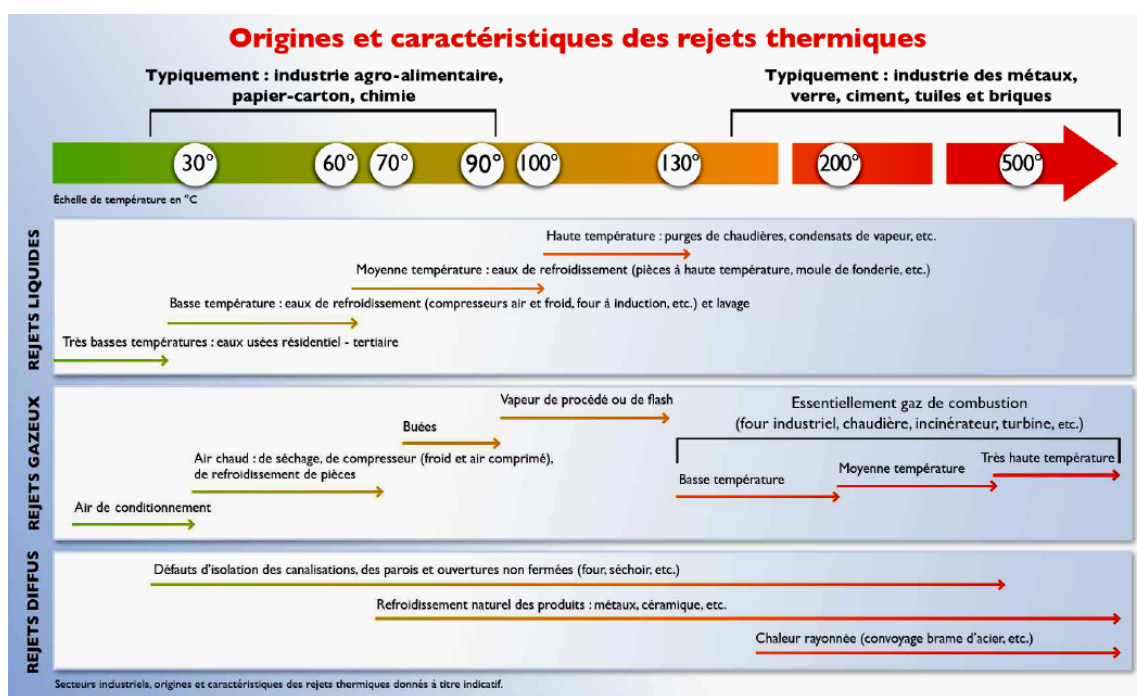 Origines et caractéristiques des rejets thermiques
Typiquement : industrie agro-alimentaire,
papier-carton, chimie
Typiquement : industrie des métaux,
verre, ciment, tuiles et briques
30° 60° 70° 90° 100° 130° 200° 500°
Échelle de température en °C
REJETS LIQUIDES
Haute température : purges de chaudières, condensats de vapeur, etc.
Moyenne température : eaux de refroidissement (pièces à haute température, moule de fonderie, etc.)
Basse température : eaux de refroidissement (compresseurs air et froid, four à induction, etc.) et lavage
Très basses températures : eaux usées résidentiel - tertiaire
REJETS GAZEUX
Vapeur de procédé ou de flash
Buées
Air chaud : de séchage, de compresseur (froid et air comprimé),
de refroidissement de pièces
Air de conditionnement
Essentiellement gaz de combustion
(four industriel, chaudière, incinérateur, turbine, etc.)
Basse température
Moyenne température
Très haute température
REJETS DIFFUS
Défauts d'isolation des canalisations, des parois et ouvertures non fermées (four, séchoir, etc.)
Refroidissement naturel des produits : métaux, céramique, etc.
Chaleur rayonnée (convoyage brame d'acier, etc.)
Secteurs industriels, origines et caractéristiques des rejets thermiques donnés à titre indicatif.